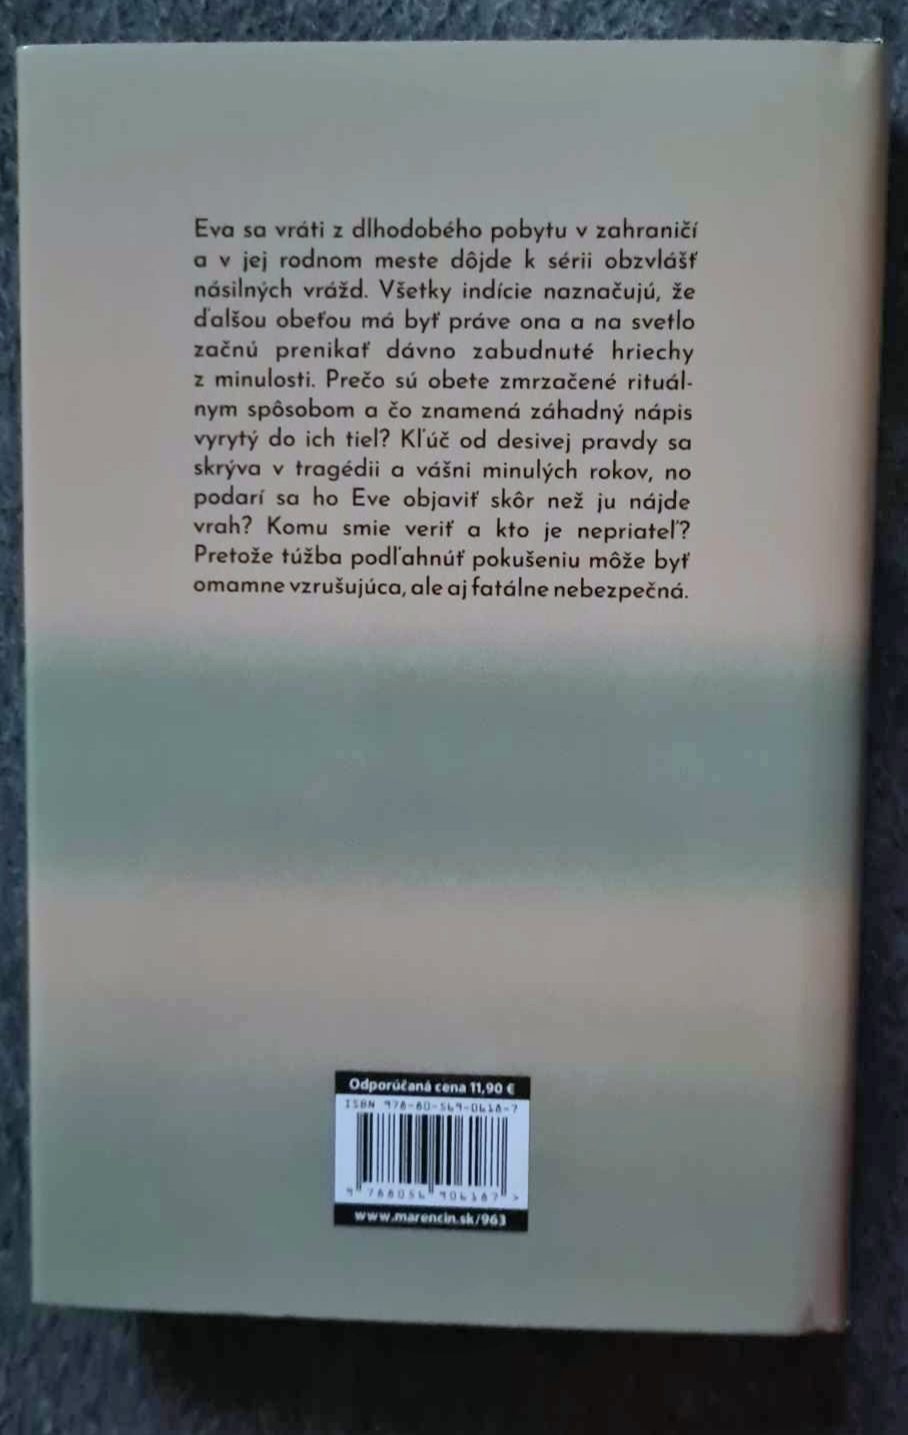 Eva sa vráti z dlhodobého pobytu v zahraničí
a v jej rodnom meste dôjde k sérii obzvlášť
násilných vrážd. Všetky indície naznačujú, že
ďalšou obeťou má byť práve ona a na svetlo
začnú prenikať dávno zabudnuté hriechy
z minulosti. Prečo sú obete zmrzačené rituál-
nym spôsobom a čo znamená záhadný nápis
vyrytý do ich tiel? Kľúč od desivej pravdy sa
skrýva v tragédii a vášni minulých rokov, no
podarí sa ho Eve objaviť skôr než ju nájde
vrah? Komu smie veriť a kto je nepriateľ?
Pretože túžba podľahnúť pokušeniu môže byť
omamne vzrušujúca, ale aj fatálne nebezpečná.
Odporúčaná cena 11,90 €
ISBN 978-80-569-0618-7
9 788056 906187 >
www.marencin.sk/963